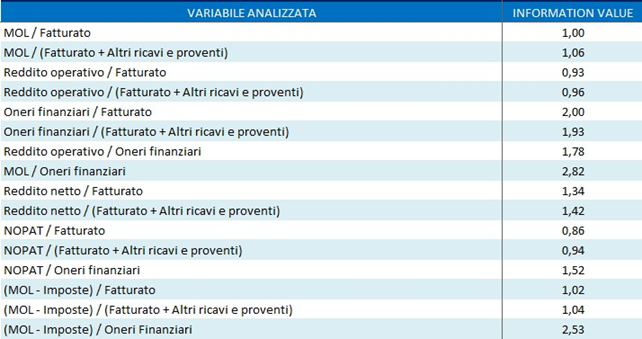 VARIABILE ANALIZZATA INFORMATION VALUE
MOL / Fatturato 1,00
MOL / (Fatturato + Altri ricavi e proventi) 1,06
Reddito operativo / Fatturato 0,93
Reddito operativo / (Fatturato + Altri ricavi e proventi) 0,96
Oneri finanziari / Fatturato 2,00
Oneri finanziari / (Fatturato + Altri ricavi e proventi) 1,93
Reddito operativo / Oneri finanziari 1,78
MOL / Oneri finanziari 2,82
Reddito netto / Fatturato 1,34
Reddito netto / (Fatturato + Altri ricavi e proventi) 1,42
NOPAT / Fatturato 0,86
NOPAT / (Fatturato + Altri ricavi e proventi) 0,94
NOPAT / Oneri finanziari 1,52
(MOL - Imposte) / Fatturato 1,02
(MOL - Imposte) / (Fatturato + Altri ricavi e proventi) 1,04
(MOL - Imposte) / Oneri Finanziari 2,53